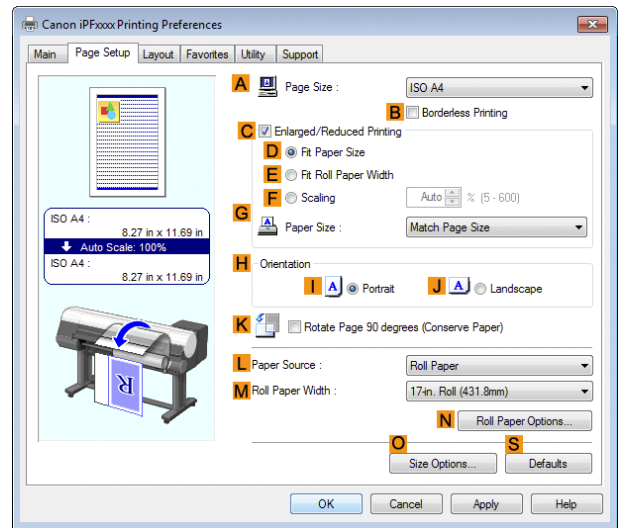 Canon iPFxxxx Printing Preferences
Main Page Setup Layout Favorites Utility Support
A Page Size : ISO A4
B Borderless Printing
C Enlarged/Reduced Printing
D Fit Paper Size
E Fit Roll Paper Width
F Scaling Auto % (5 - 600)
G Paper Size : Match Page Size
ISO A4 :
8.27 in x 11.69 in
Auto Scale: 100%
ISO A4 :
8.27 in x 11.69 in
H Orientation
I A Portrait J A Landscape
K Rotate Page 90 degrees (Conserve Paper)
R
L Paper Source : Roll Paper
M Roll Paper Width : 17-in. Roll (431.8mm)
N Roll Paper Options...
O S
Size Options... Defaults
OK Cancel Apply Help